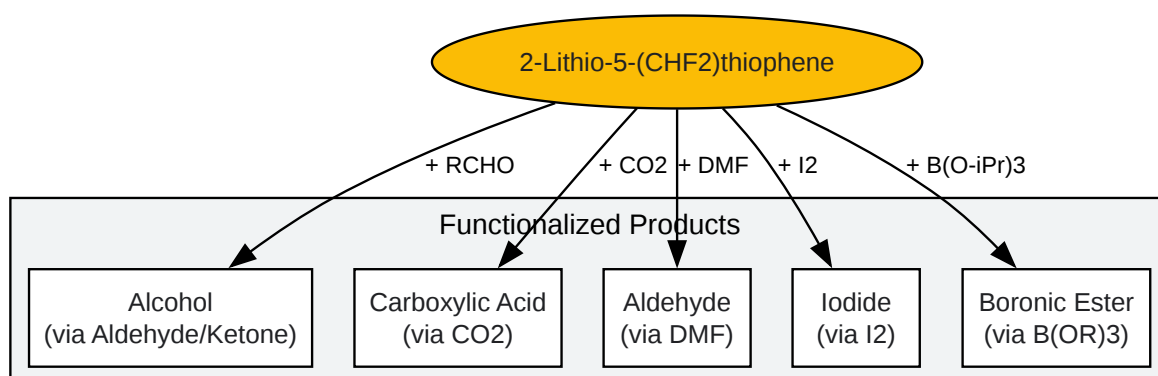 2-Lithio-5-(CHF2)thiophene
+ RCHO
+ CO2
+ DMF
+ I2
+ B(O-iPr)3
Functionalized Products
Alcohol
(via Aldehyde/Ketone)
Carboxylic Acid
(via CO2)
Aldehyde
(via DMF)
Iodide
(via I2)
Boronic Ester
(via B(OR)3)